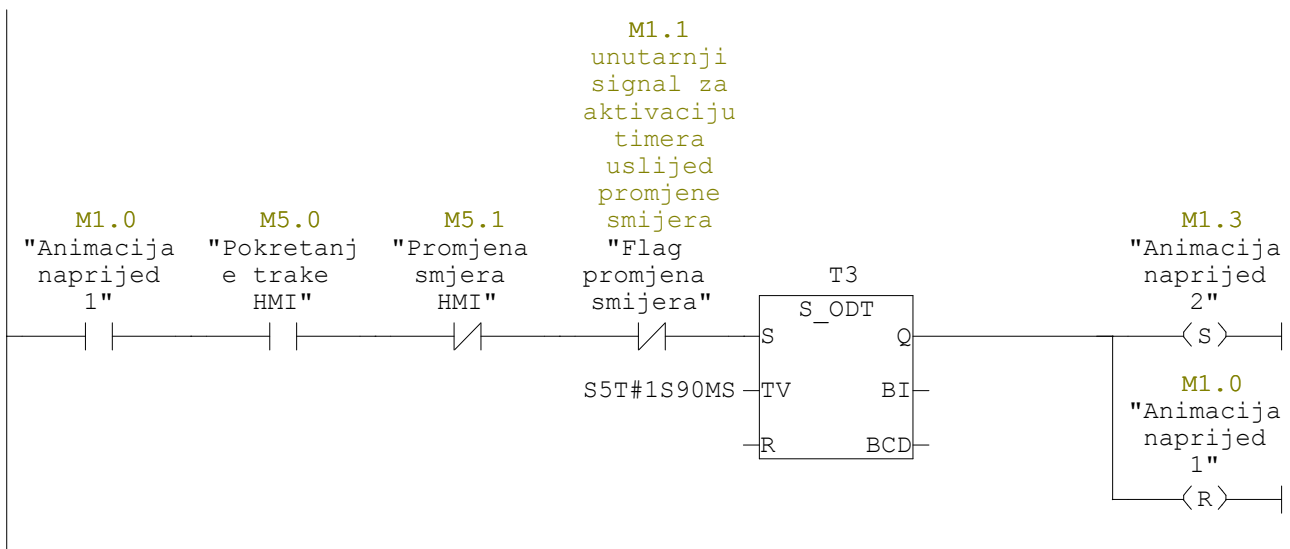 M1.1
unutarnji
signal za
aktivaciju
timera
uslijed
promjene
smijera
M1.0
"Animacija
naprijed
1"
M5.0
"Pokretanj
e trake
HMI"
M5.1
"Promjena
smjera
HMI"
"Flag
promjena
smijera"
T3
S_ODT
S
Q
S5T#1S90MS
TV
BI
R
BCD
M1.3
"Animacija
naprijed
2"
S
M1.0
"Animacija
naprijed
1"
R